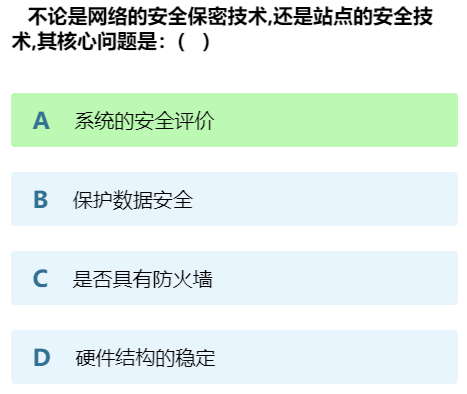 不论是网络的安全保密技术,还是站点的安全技
术,其核心问题是：(   )
A 系统的安全评价
B 保护数据安全
C 是否具有防火墙
D 硬件结构的稳定